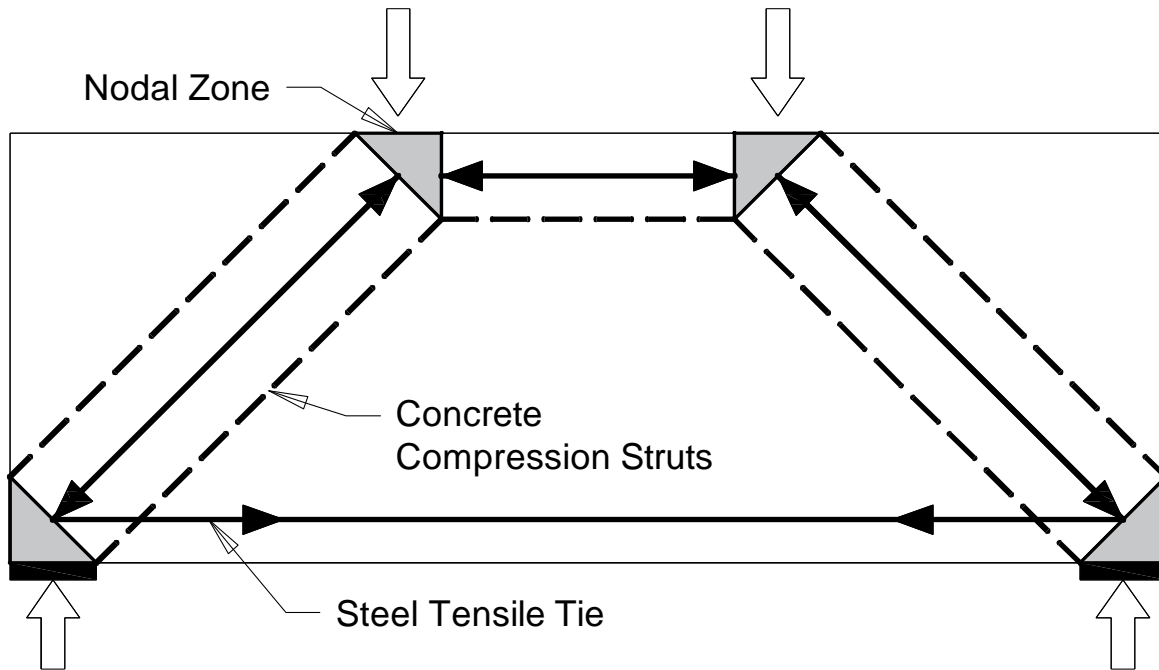 Nodal Zone
Concrete
Compression Struts
Steel Tensile Tie